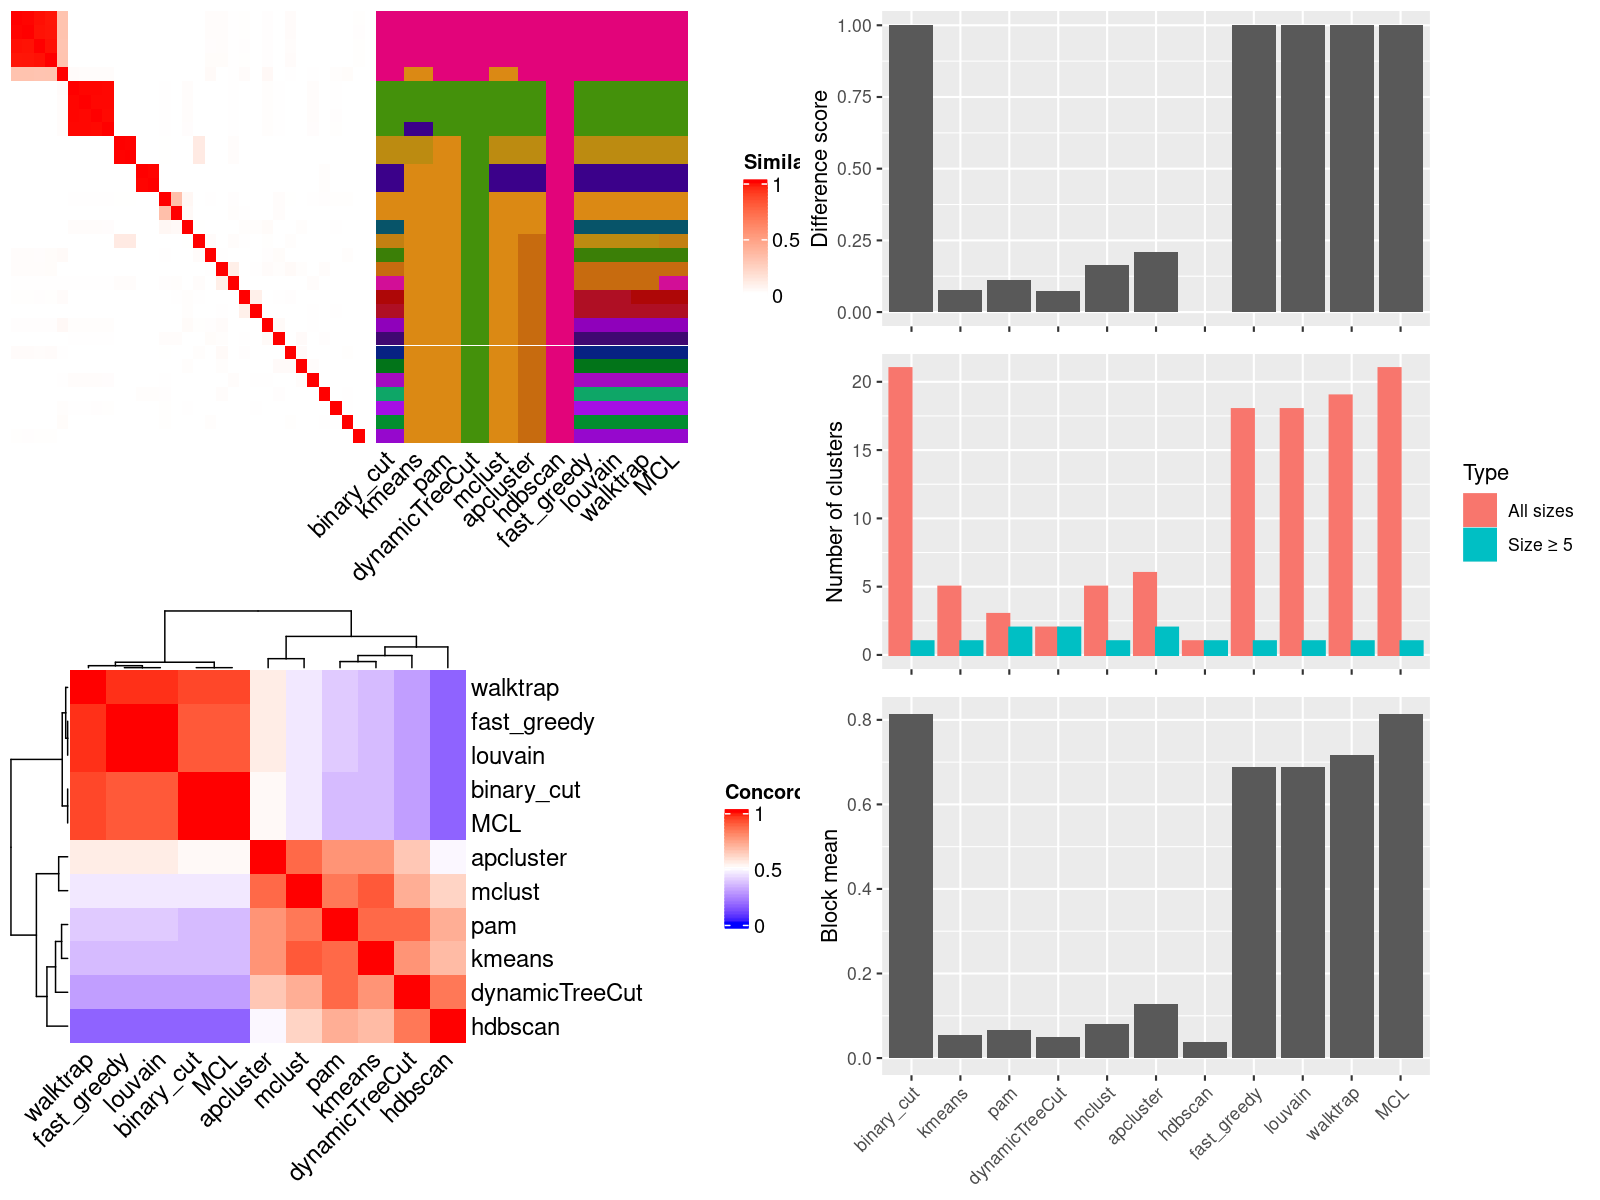 Simila
1
0.5
0
binary_cut
kmeans
pam
dynamicTreeCut
mclust
apcluster
hdbscan
fast_greedy
louvain
walktrap
MCL
walktrap
fast_greedy
louvain
binary_cut
MCL
apcluster
mclust
pam
kmeans
dynamicTreeCut
hdbscan
walktrap
fast_greedy
louvain
binary_cut
MCL
apcluster
mclust
pam
kmeans
dynamicTreeCut
hdbscan
Concord
1
0.5
0
Difference score
1.00
0.75
0.50
0.25
0.00
Number of clusters
20
15
10
5
0
Type
All sizes
Size ≥ 5
Block mean
0.8
0.6
0.4
0.2
0.0
binary_cut
kmeans
pam
dynamicTreeCut
mclust
apcluster
hdbscan
fast_greedy
louvain
walktrap
MCL